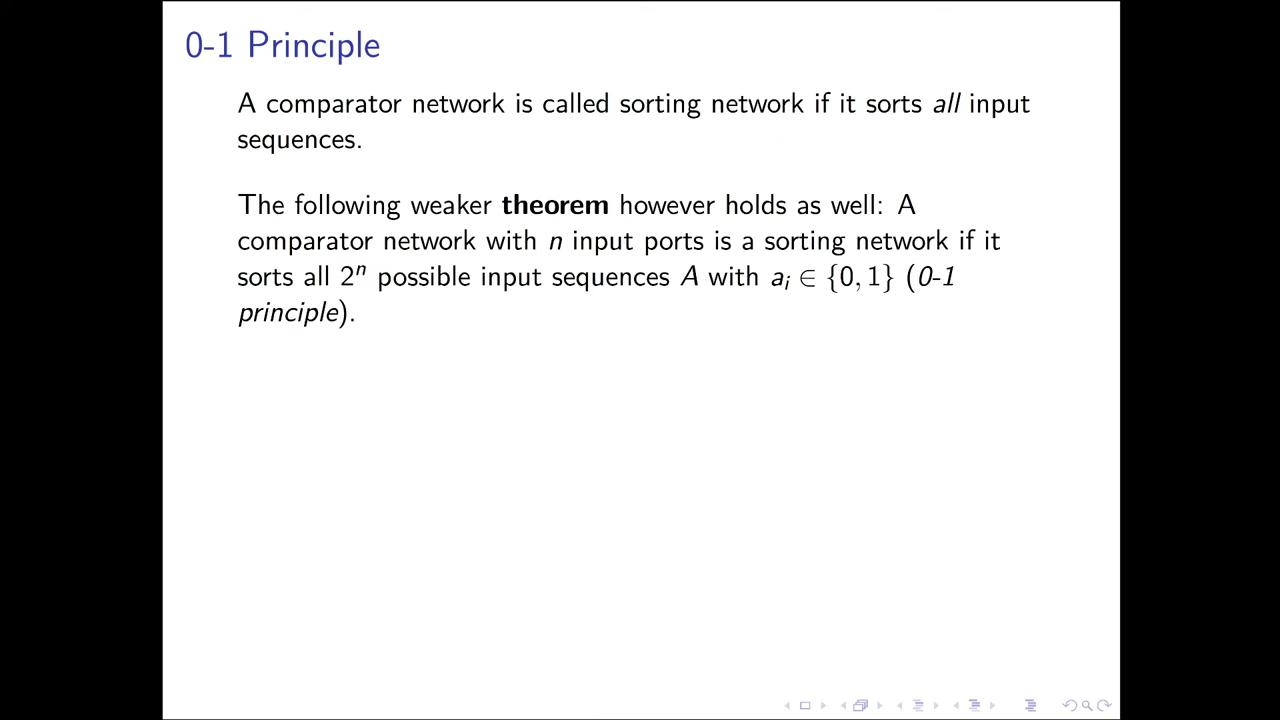 0-1 Principle
A comparator network is called sorting network if it sorts all input
sequences.
The following weaker theorem however holds as well: A
comparator network with n input ports is a sorting network if it
sorts all 2ⁿ possible input sequences A with aᵢ ∈ {0, 1} (0-1
principle).